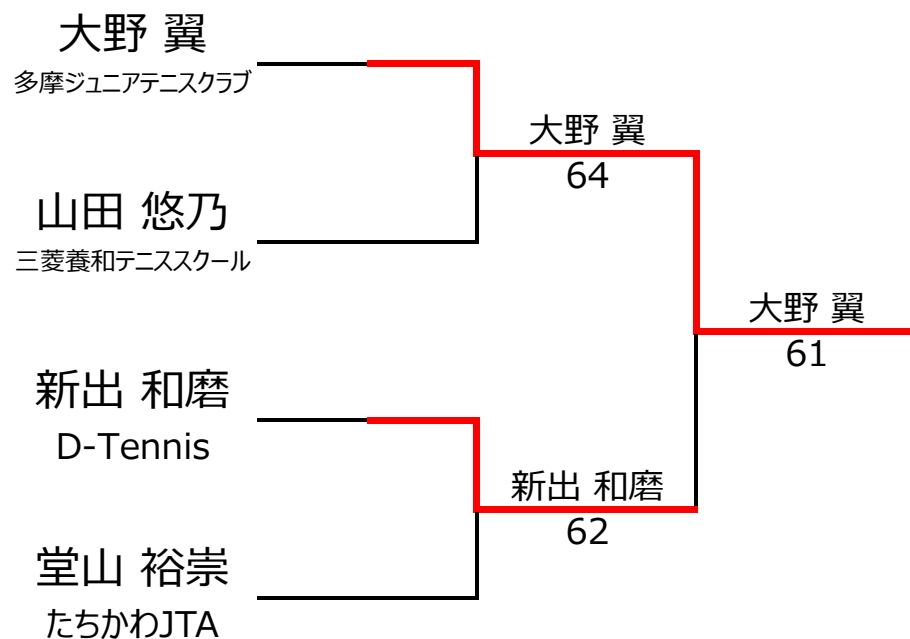 大野 翼
多摩ジュニアテニスクラブ
山田 悠乃
三菱養和テニススクール
新出 和磨
D-Tennis
堂山 裕崇
たちかわJTA
大野 翼
64
新出 和磨
62
大野 翼
61